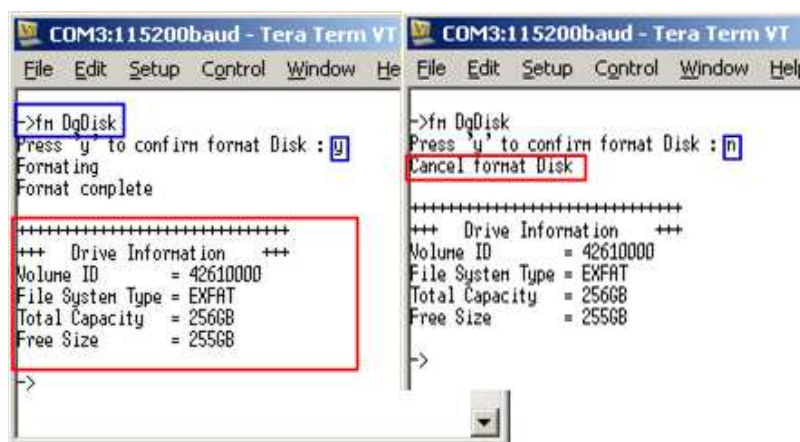 COM3:115200baud - Tera Term VT
File Edit Setup Control Window He
->fm DgDisk
Press 'y' to confirm format Disk : y
Formating
Format complete
++++++++++++++++++++++++++++++
+++ Drive Information +++
Volume ID = 42610000
File System Type = EXFAT
Total Capacity = 256GB
Free Size = 255GB
->
COM3:115200baud - Tera Term VT
File Edit Setup Control Window Help
->fm DgDisk
Press 'y' to confirm format Disk : n
Cancel format Disk
++++++++++++++++++++++++++++++
+++ Drive Information +++
Volume ID = 42610000
File System Type = EXFAT
Total Capacity = 256GB
Free Size = 255GB
->